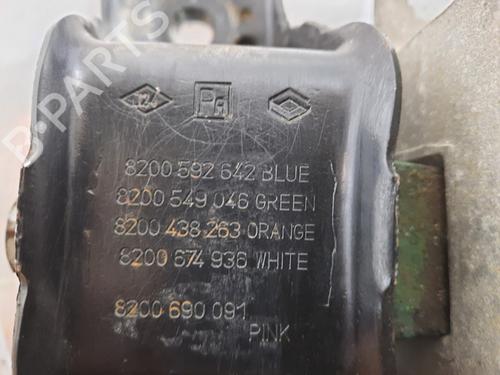 124
8200 592 642 BLUE
8200 549 046 GREEN
8200 438 263 ORANGE
8200 674 936 WHITE
8200 690 091
PINK
B-PARTS